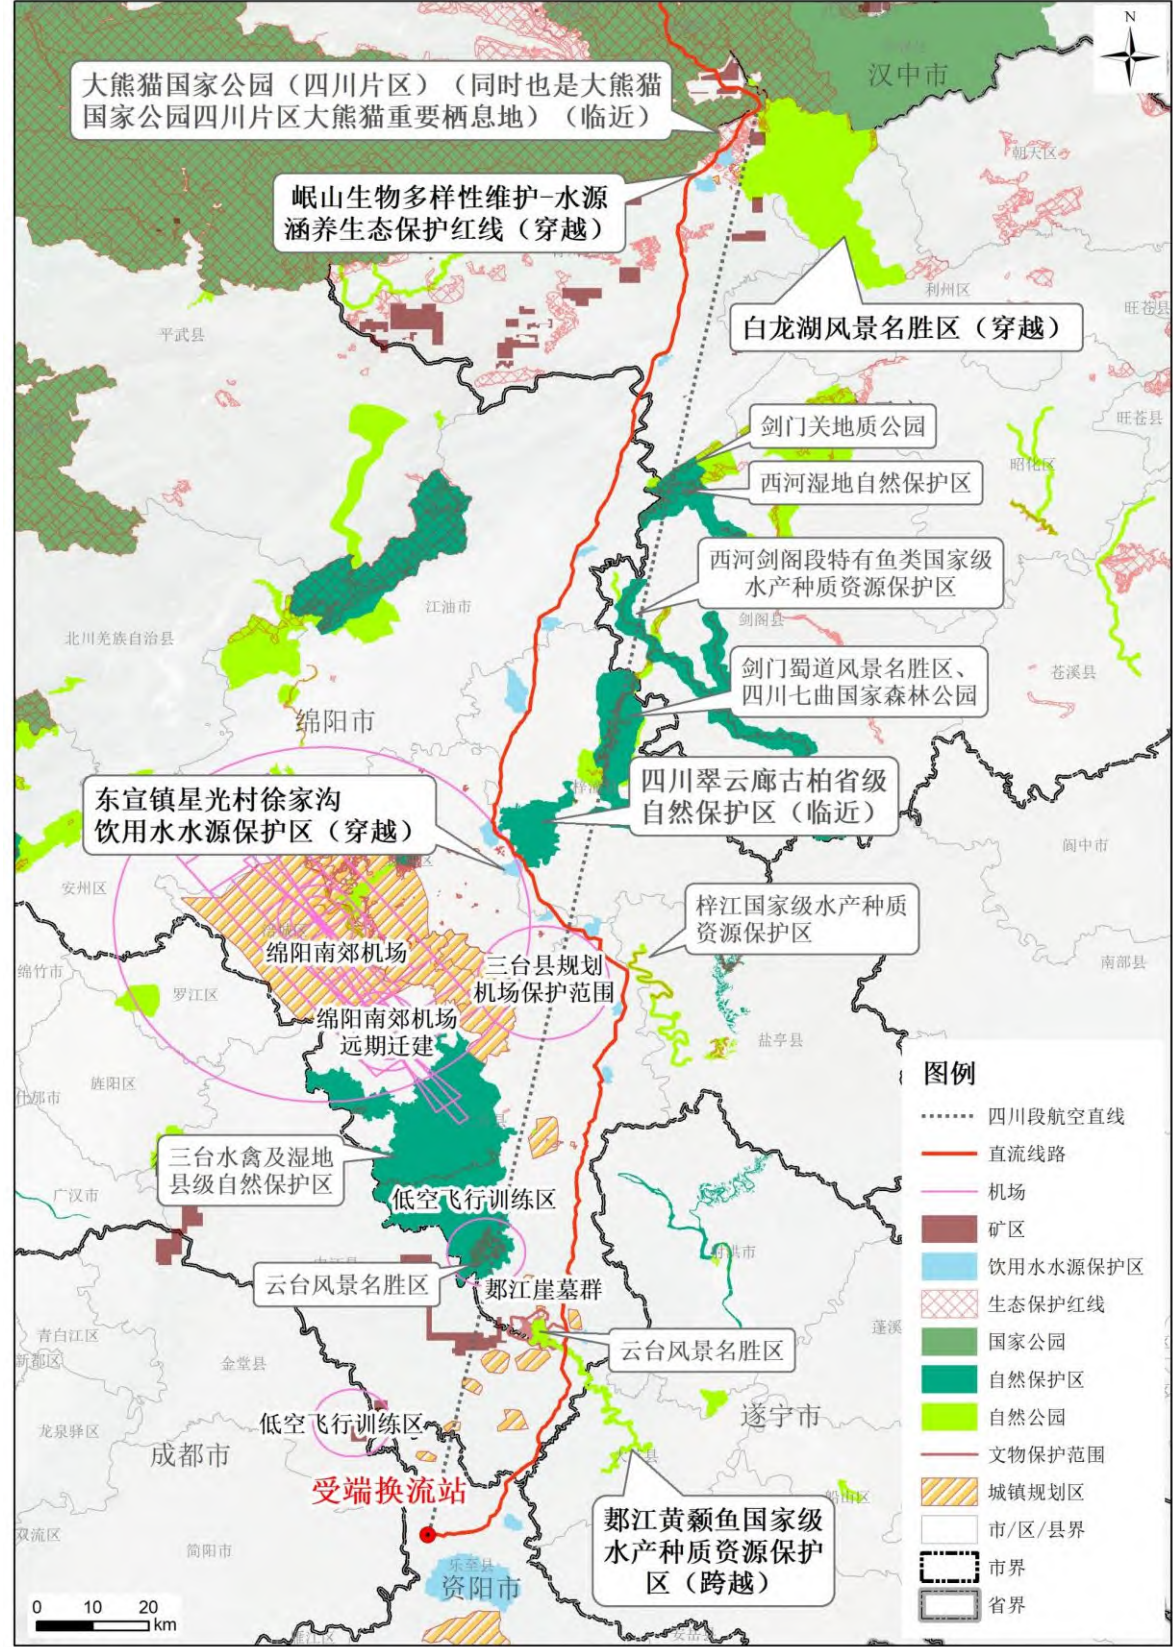 N
汉中市
大熊猫国家公园（四川片区）（同时也是大熊猫
国家公园四川片区大熊猫重要栖息地）（临近）
朝天区
岷山生物多样性维护-水源
涵养生态保护红线（穿越）
利州区
旺苍县
白龙湖风景名胜区（穿越）
平武县
剑门关地质公园
旺苍县
昭化区
西河湿地自然保护区
西河剑阁段特有鱼类国家级
水产种质资源保护区
江油市
剑阁县
北川羌族自治县
剑门蜀道风景名胜区、
四川七曲国家森林公园
苍溪县
绵阳市
四川翠云廊古柏省级
自然保护区（临近）
东宣镇星光村徐家沟
饮用水水源保护区（穿越）
阆中市
安州区
梓江国家级水产种质
资源保护区
绵阳南郊机场
三台县规划
机场保护范围
绵竹市
南部县
罗江区
绵阳南郊机场
远期迁建
盐亭县
旌阳区
什邡市
三台水禽及湿地
县级自然保护区
广汉市
低空飞行训练区
射洪市
云台风景名胜区
郪江崖墓群
青白江区
新都区
金堂县
云台风景名胜区
蓬溪
低空飞行训练区
龙泉驿区
成都市
遂宁市
受端换流站
船山区
郪江黄颡鱼国家级
水产种质资源保护
区（跨越）
双流区
简阳市
乐至县
资阳市
雁江区
安岳县
0 10 20
km
图例
四川段航空直线
直流线路
机场
矿区
饮用水水源保护区
生态保护红线
国家公园
自然保护区
自然公园
文物保护范围
城镇规划区
市/区/县界
市界
省界